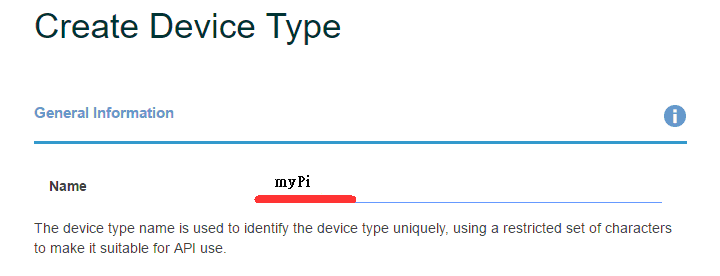 Create Device Type
General Information
i
Name
myPi
The device type name is used to identify the device type uniquely, using a restricted set of characters
to make it suitable for API use.